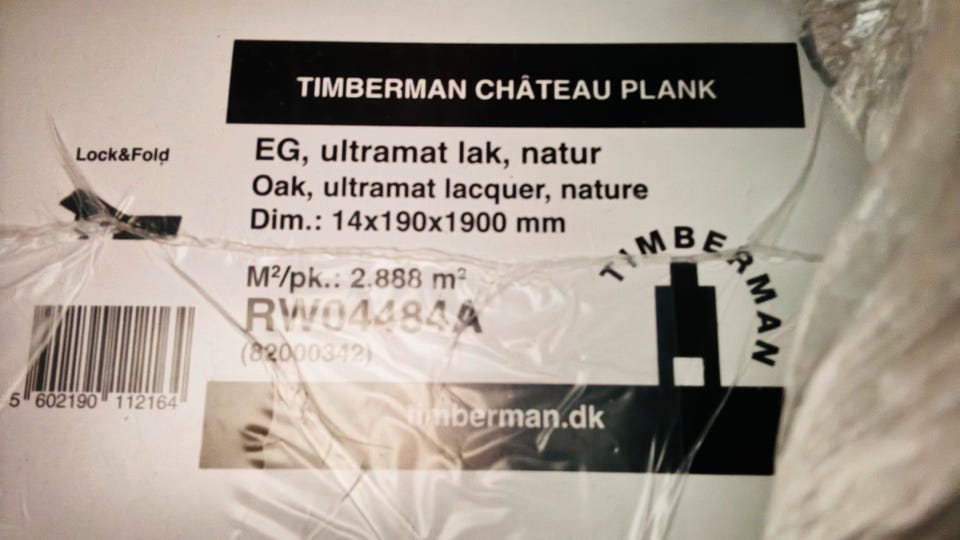 TIMBERMAN CHÂTEAU PLANK
Lock&Fold
EG, ultramat lak, natur
Oak, ultramat lacquer, nature
Dim.: 14x190x1900 mm
M²/pk.: 2.888 m²
RW04484A
(82000342)
TIMBERMAN
5 602190 112164
timberman.dk